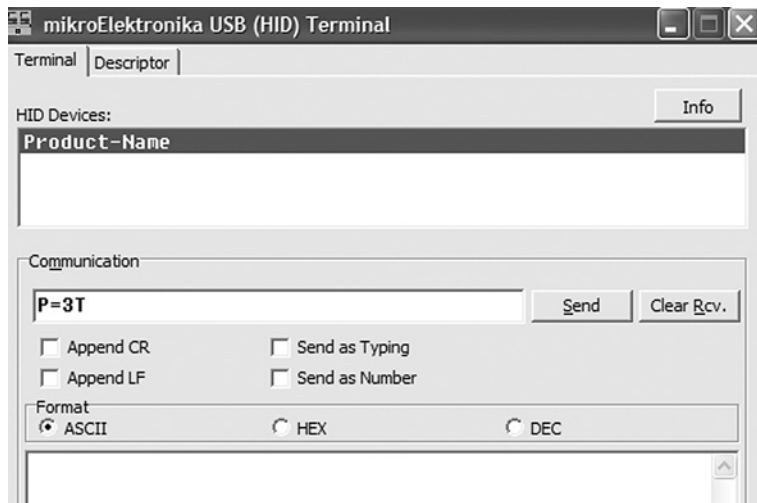 mikroElektronika USB (HID) Terminal
Terminal Descriptor
Info
HID Devices:
Product-Name
Communication
P=3T Send Clear Rcv.
Append CR Send as Typing
Append LF Send as Number
Format
ASCII HEX DEC